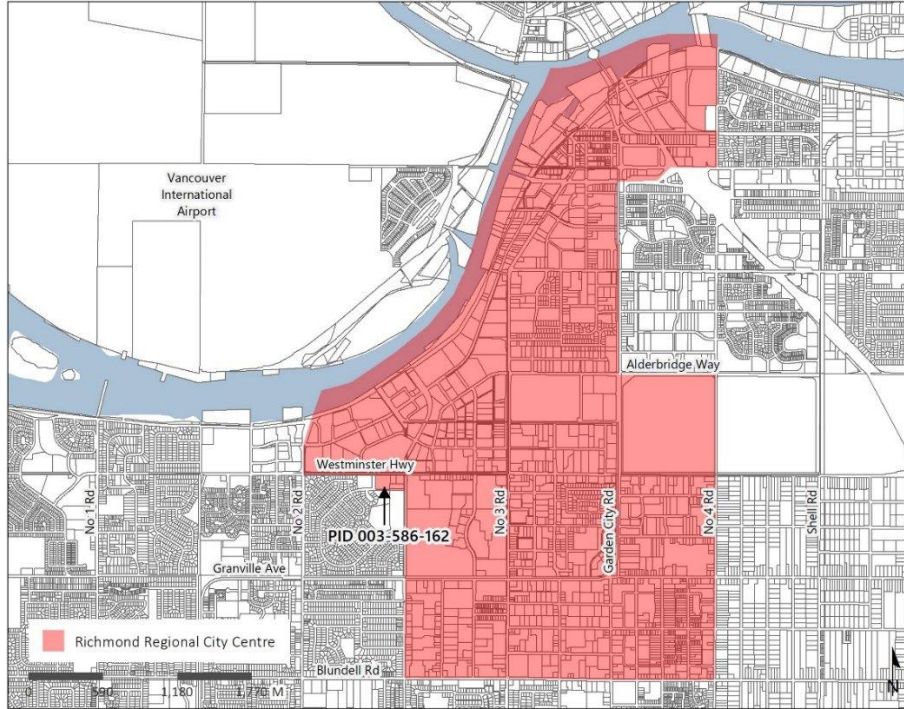 Vancouver
International
Airport
Alderbridge Way
Westminster Hwy
No 1 Rd
No 2 Rd
No 3 Rd
Garden City Rd
No 4 Rd
Shell Rd
PID 003-586-162
Granville Ave
Richmond Regional City Centre
Blundell Rd
0 590 1,180 1,770 M
N